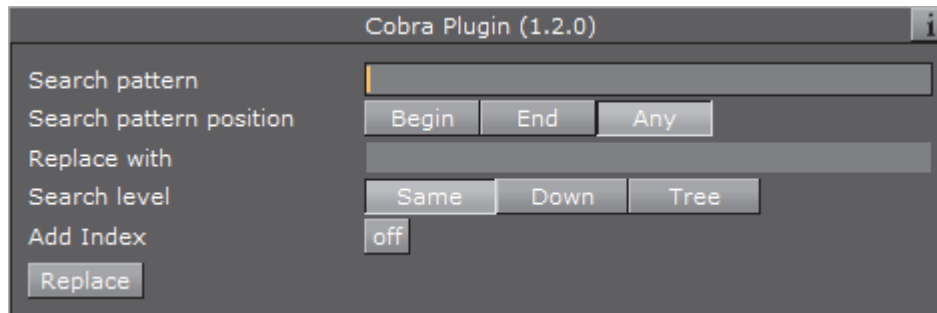 Cobra Plugin (1.2.0) i
Search pattern
Search pattern position Begin End Any
Replace with
Search level Same Down Tree
Add Index off
Replace